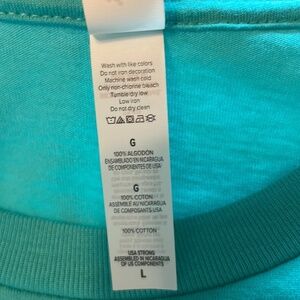 Wash with like colors
Do not iron decoration
Machine wash cold
Only non-chlorine bleach
Tumble dry low
Low iron
Do not dry clean
G
100% ALGODÓN
ENSAMBLADO EN NICARAGUA
DE COMPONENTES DE USA
G
100% COTON
ASSEMBLÉ AU NICARAGUA
DE COMPOSANTS USA
100% COTTON
USA STRONG
ASSEMBLED IN NICARAGUA
OF US COMPONENTS
L